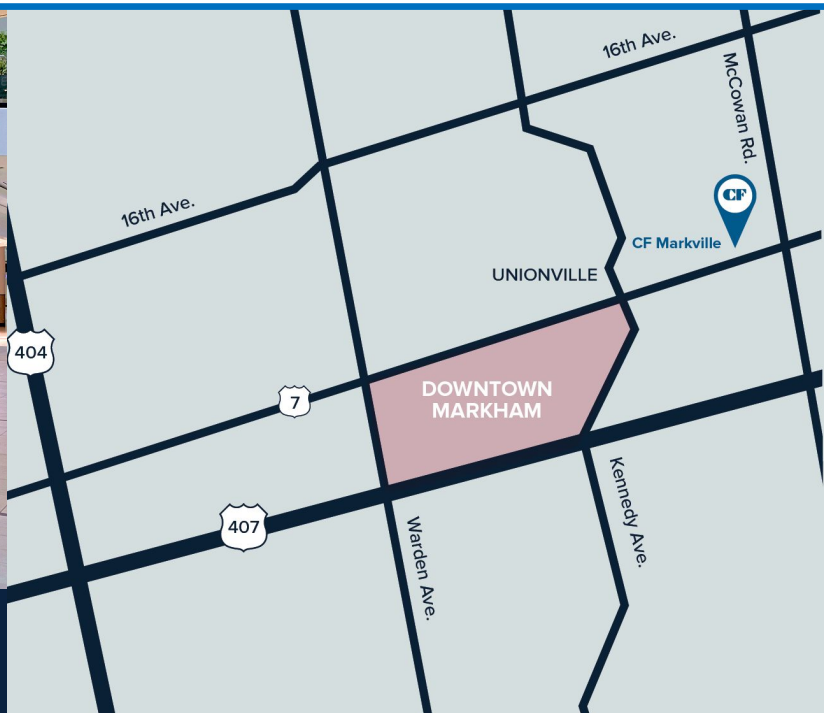 16th Ave.
McCowan Rd.
16th Ave.
CF
CF Markville
UNIONVILLE
404
7
DOWNTOWN
MARKHAM
407
Warden Ave.
Kennedy Ave.